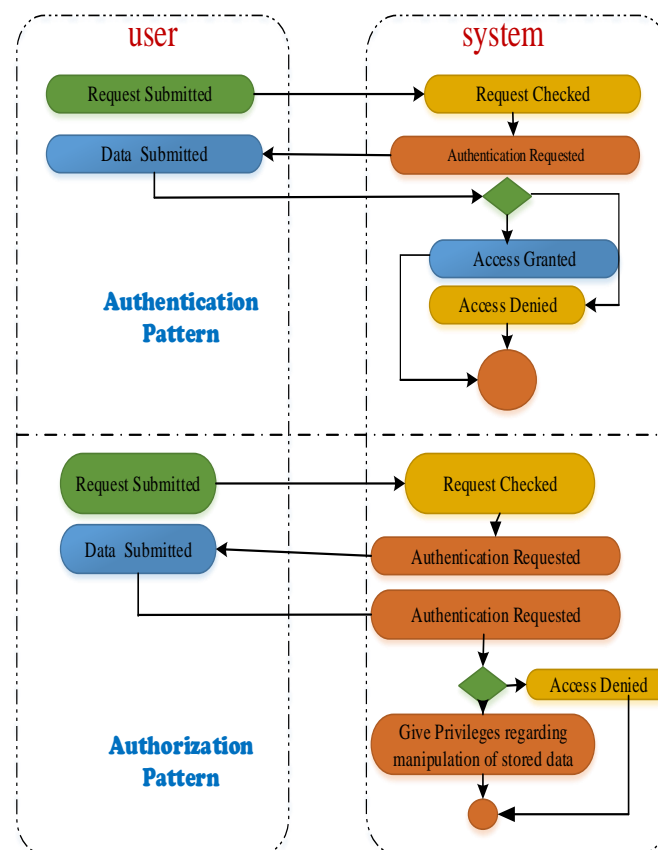 user
system
Request Submitted
Request Checked
Data Submitted
Authentication Requested
Access Granted
Access Denied
Authentication
Pattern
Request Submitted
Request Checked
Data Submitted
Authentication Requested
Authentication Requested
Access Denied
Give Privileges regarding
manipulation of stored data
Authorization
Pattern